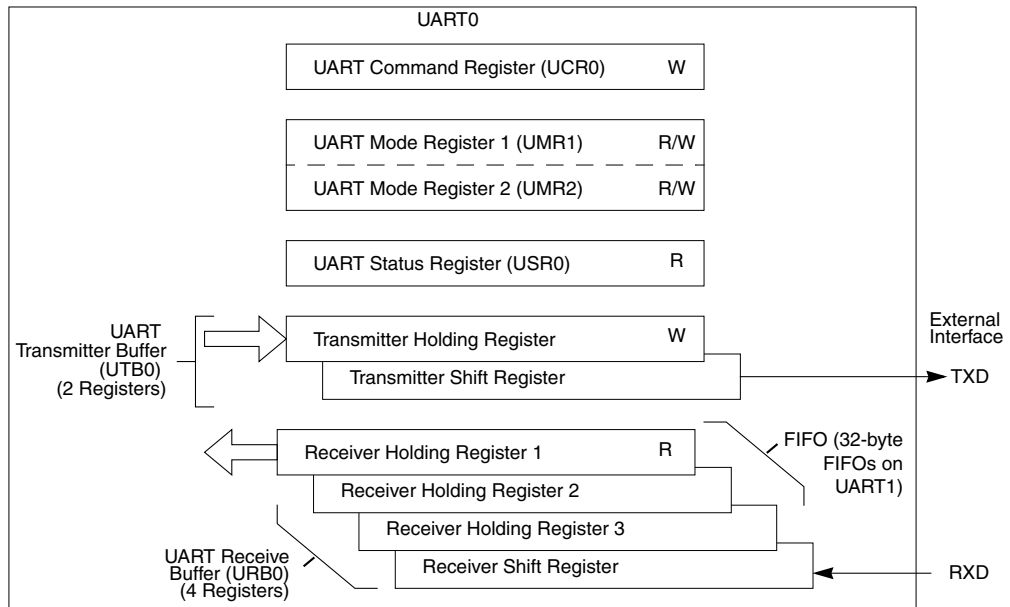 UART0
UART Command Register (UCR0) W
UART Mode Register 1 (UMR1) R/W
UART Mode Register 2 (UMR2) R/W
UART Status Register (USR0) R
UART
Transmitter Buffer
(UTB0)
(2 Registers)
Transmitter Holding Register W
Transmitter Shift Register
External
Interface
TXD
Receiver Holding Register 1 R
Receiver Holding Register 2
Receiver Holding Register 3
Receiver Shift Register
FIFO (32-byte
FIFOs on
UART1)
UART Receive
Buffer (URB0)
(4 Registers)
RXD